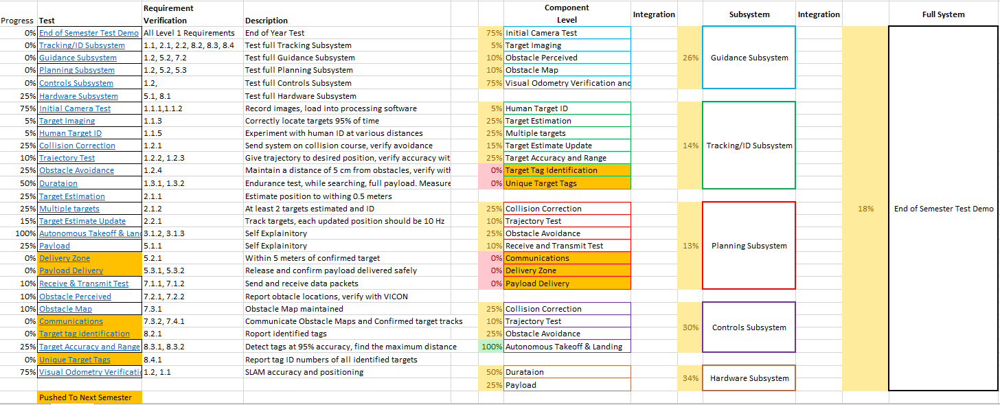 Progress Test Requirement Verification Description Component Level Integration Subsystem Integration Full System
0% End of Semester Test Demo All Level 1 Requirements End of Year Test 75% Initial Camera Test
0% Tracking/ID Subsystem 1.1, 2.1, 2.2, 8.2, 8.3, 8.4 Test full Tracking Subsystem 5% Target Imaging
0% Guidance Subsystem 1.2, 5.2, 7.2 Test full Guidance Subsystem 10% Obstacle Perceived 26% Guidance Subsystem
0% Planning Subsystem 1.2, 5.2, 5.3 Test full Planning Subsystem 10% Obstacle Map
0% Controls Subsystem 1.2, Test full Controls Subsystem 75% Visual Odometry Verification and
25% Hardware Subsystem 5.1, 8.1 Test full Hardware Subsystem
75% Initial Camera Test 1.1.1,1.1.2 Record images, load into processing software 5% Human Target ID
5% Target Imaging 1.1.3 Correctly locate targets 95% of time 25% Target Estimation
5% Human Target ID 1.1.5 Experiment with human ID at various distances 25% Multiple targets
25% Collision Correction 1.2.1 Send system on collision course, verify avoidance 15% Target Estimate Update 14% Tracking/ID Subsystem
10% Trajectory Test 1.2.2, 1.2.3 Give trajectory to desired position, verify accuracy wit 25% Target Accuracy and Range
25% Obstacle Avoidance 1.2.4 Maintain a distance of 5 cm from obstacles, verify with 0% Target Tag Identification
50% Durataion 1.3.1, 1.3.2 Endurance test, while searching, full payload. Measure 0% Unique Target Tags
25% Target Estimation 2.1.1 Estimate position to withing 0.5 meters
25% Multiple targets 2.1.2 At least 2 targets estimated and ID 25% Collision Correction 18% End of Semester Test Demo
15% Target Estimate Update 2.2.1 Track targets, each updated position should be 10 Hz 10% Trajectory Test
100% Autonomous Takeoff & Land 3.1.2, 3.1.3 Self Explainitory 25% Obstacle Avoidance
25% Payload 5.1.1 Self Explainitory 10% Receive and Transmit Test 13% Planning Subsystem
0% Delivery Zone 5.2.1 Within 5 meters of confirmed target 0% Communications
0% Payload Delivery 5.3.1, 5.3.2 Release and confirm payload delivered safely 0% Delivery Zone
10% Receive & Transmit Test 7.1.1, 7.1.2 Send and receive data packets 0% Payload Delivery
10% Obstacle Perceived 7.2.1, 7.2.2 Report obtacle locations, verify with VICON
10% Obstacle Map 7.3.1 Obstacle Map maintained 25% Collision Correction
0% Communications 7.3.2, 7.4.1 Communicate Obstacle Maps and Confirmed target tracks 10% Trajectory Test
0% Target tag identification 8.2.1 Roport identified tags 25% Obstacle Avoidance 30% Controls Subsystem
25% Target Accuracy and Range 8.3.1, 8.3.2 Detect tags at 95% accuracy, find the maximum distance 100% Autonomous Takeoff & Landing
0% Unique Target Tags 8.4.1 Report tag ID numbers of all identified targets
75% Visual Odometry Verificatio 1.2, 1.1 SLAM accuracy and positioning 50% Durataion 34% Hardware Subsystem
25% Payload
Pushed To Next Semester